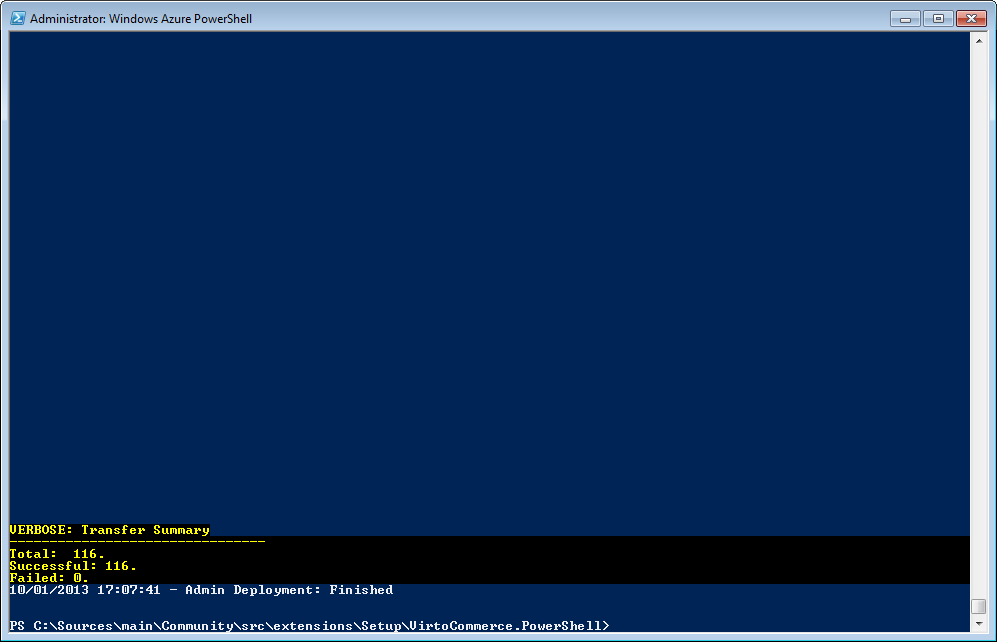 Administrator: Windows Azure PowerShell
VERBOSE: Transfer Summary
--------------------------------
Total:  116.
Successful: 116.
Failed: 0.
10/01/2013 17:07:41 - Admin Deployment: Finished
PS C:\Sources\main\Community\src\extensions\Setup\VirtoCommerce.PowerShell>